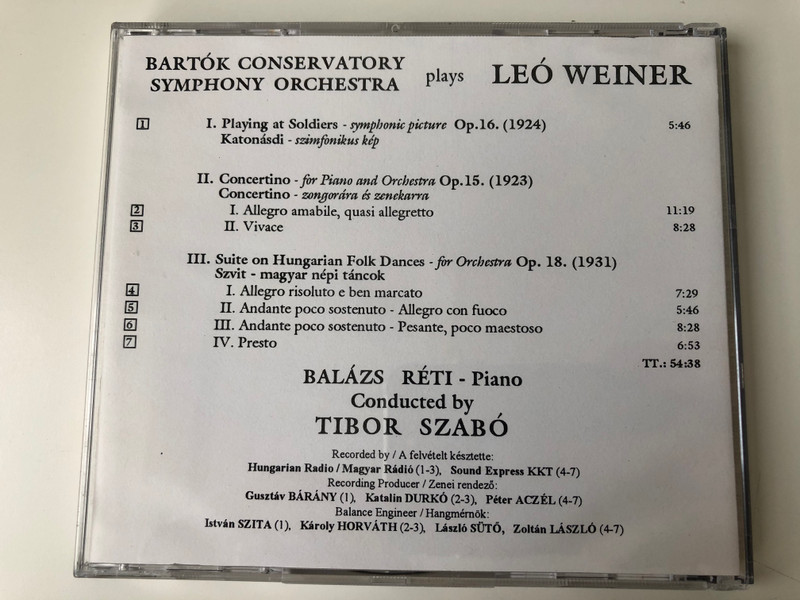 BARTÓK CONSERVATORY SYMPHONY ORCHESTRA plays LEÓ WEINER
1 I. Playing at Soldiers - symphonic picture Op.16. (1924) 5:46
Katonásdi - szimfonikus kép
II. Concertino - for Piano and Orchestra Op.15. (1923)
Concertino - zongorára és zenekarra
2 I. Allegro amabile, quasi allegretto 11:19
3 II. Vivace 8:28
III. Suite on Hungarian Folk Dances - for Orchestra Op. 18. (1931)
Szvit - magyar népi táncok
4 I. Allegro risoluto e ben marcato 7:29
5 II. Andante poco sostenuto - Allegro con fuoco 5:46
6 III. Andante poco sostenuto - Pesante, poco maestoso 8:28
7 IV. Presto 6:53
TT.: 54:38
BALÁZS RÉTI - Piano
Conducted by
TIBOR SZABÓ
Recorded by / A felvételt késztette:
Hungarian Radio / Magyar Rádió (1-3), Sound Express KKT (4-7)
Recording Producer / Zenei rendező:
Gusztáv BÁRÁNY (1), Katalin DURKÓ (2-3), Péter ACZÉL (4-7)
Balance Engineer / Hangmérnök:
István SZITA (1), Károly HORVÁTH (2-3), László SÜTŐ, Zoltán LÁSZLÓ (4-7)